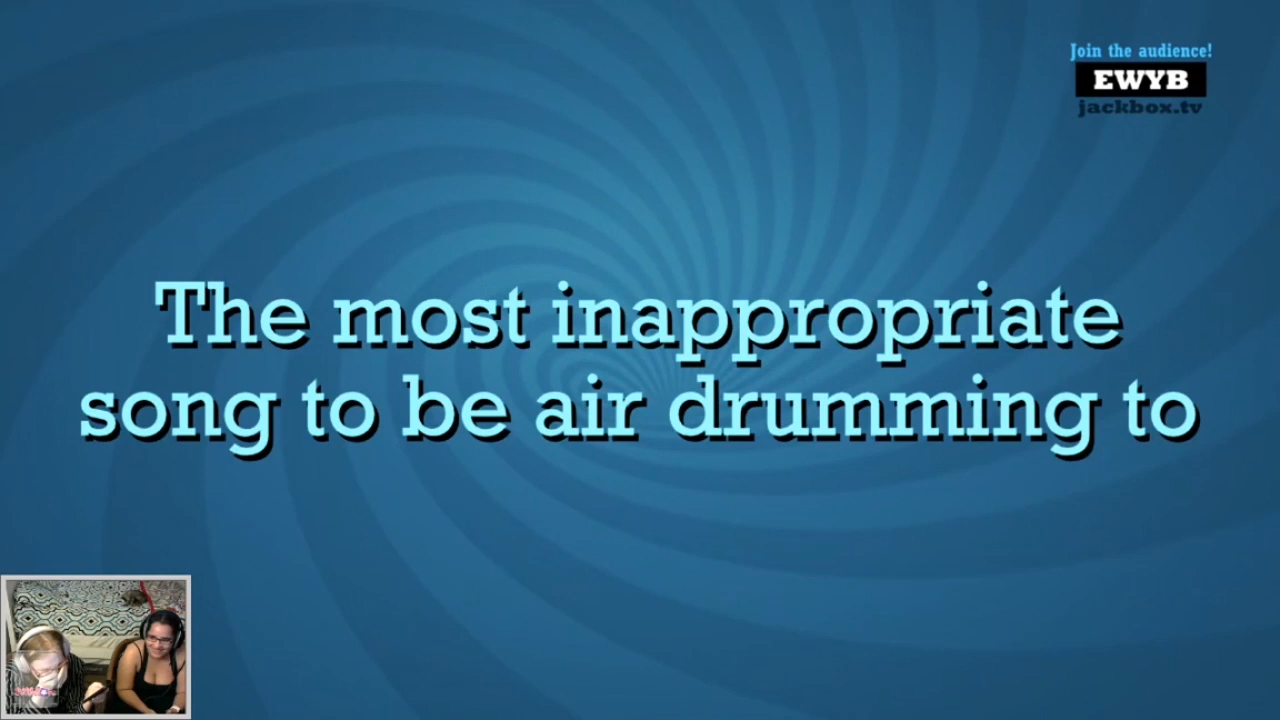 Join the audience!
EWYB
jackbox.tv
The most inappropriate
song to be air drumming to